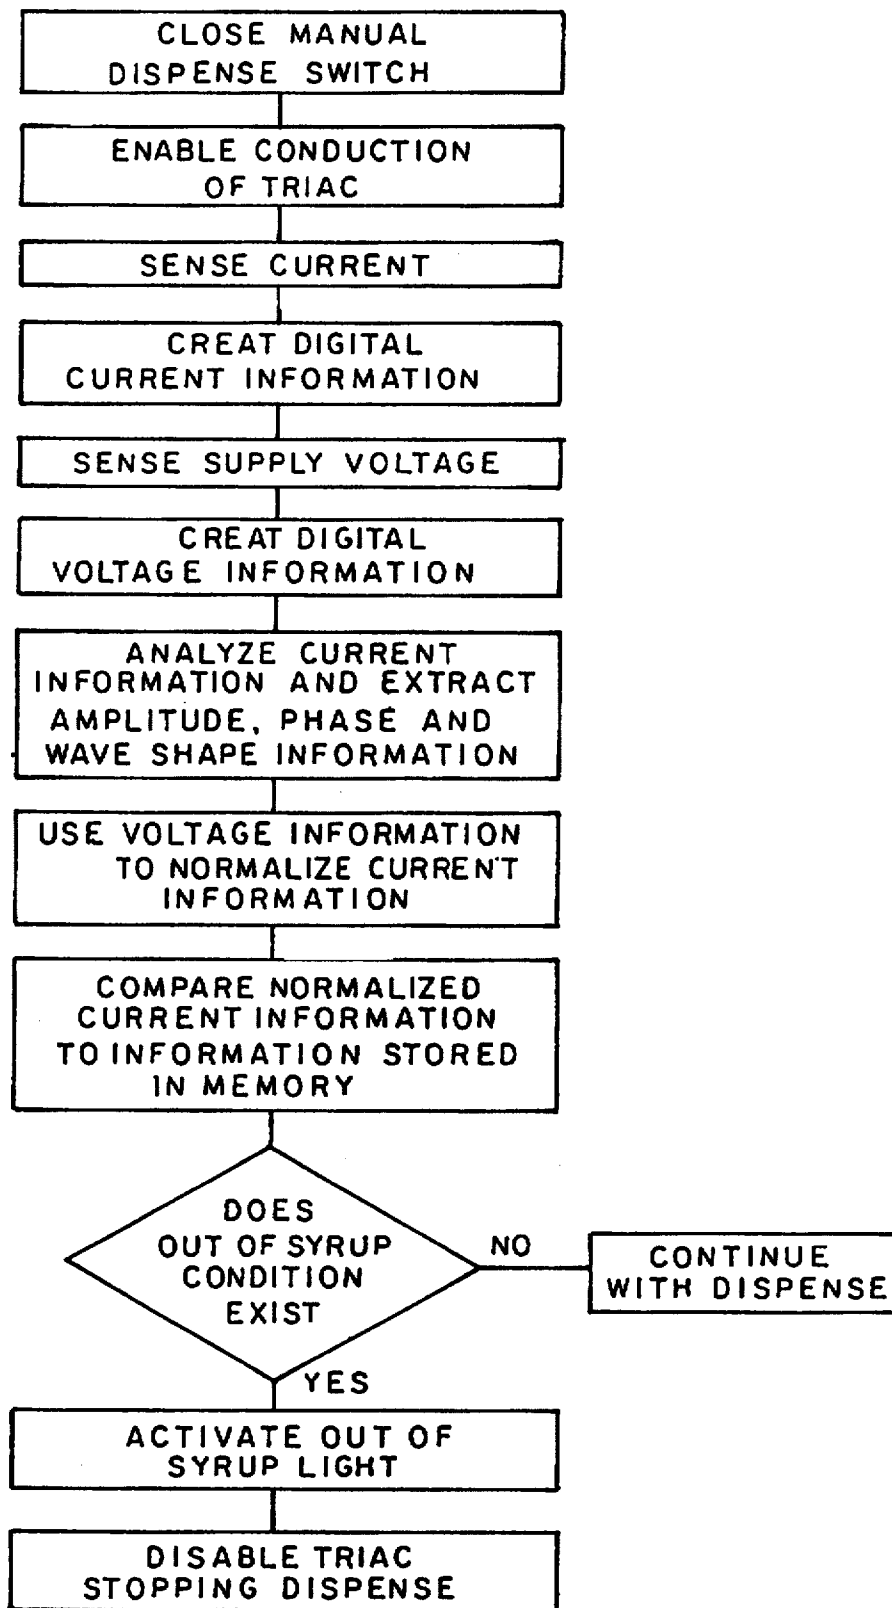 CLOSE MANUAL
DISPENSE SWITCH
ENABLE CONDUCTION
OF TRIAC
SENSE CURRENT
CREAT DIGITAL
CURRENT INFORMATION
SENSE SUPPLY VOLTAGE
CREAT DIGITAL
VOLTAGE INFORMATION
ANALYZE CURRENT
INFORMATION AND EXTRACT
AMPLITUDE, PHASE AND
WAVE SHAPE INFORMATION
USE VOLTAGE INFORMATION
TO NORMALIZE CURRENT
INFORMATION
COMPARE NORMALIZED
CURRENT INFORMATION
TO INFORMATION STORED
IN MEMORY
DOES
OUT OF SYRUP
CONDITION
EXIST
NO
CONTINUE
WITH DISPENSE
YES
ACTIVATE OUT OF
SYRUP LIGHT
DISABLE TRIAC
STOPPING DISPENSE